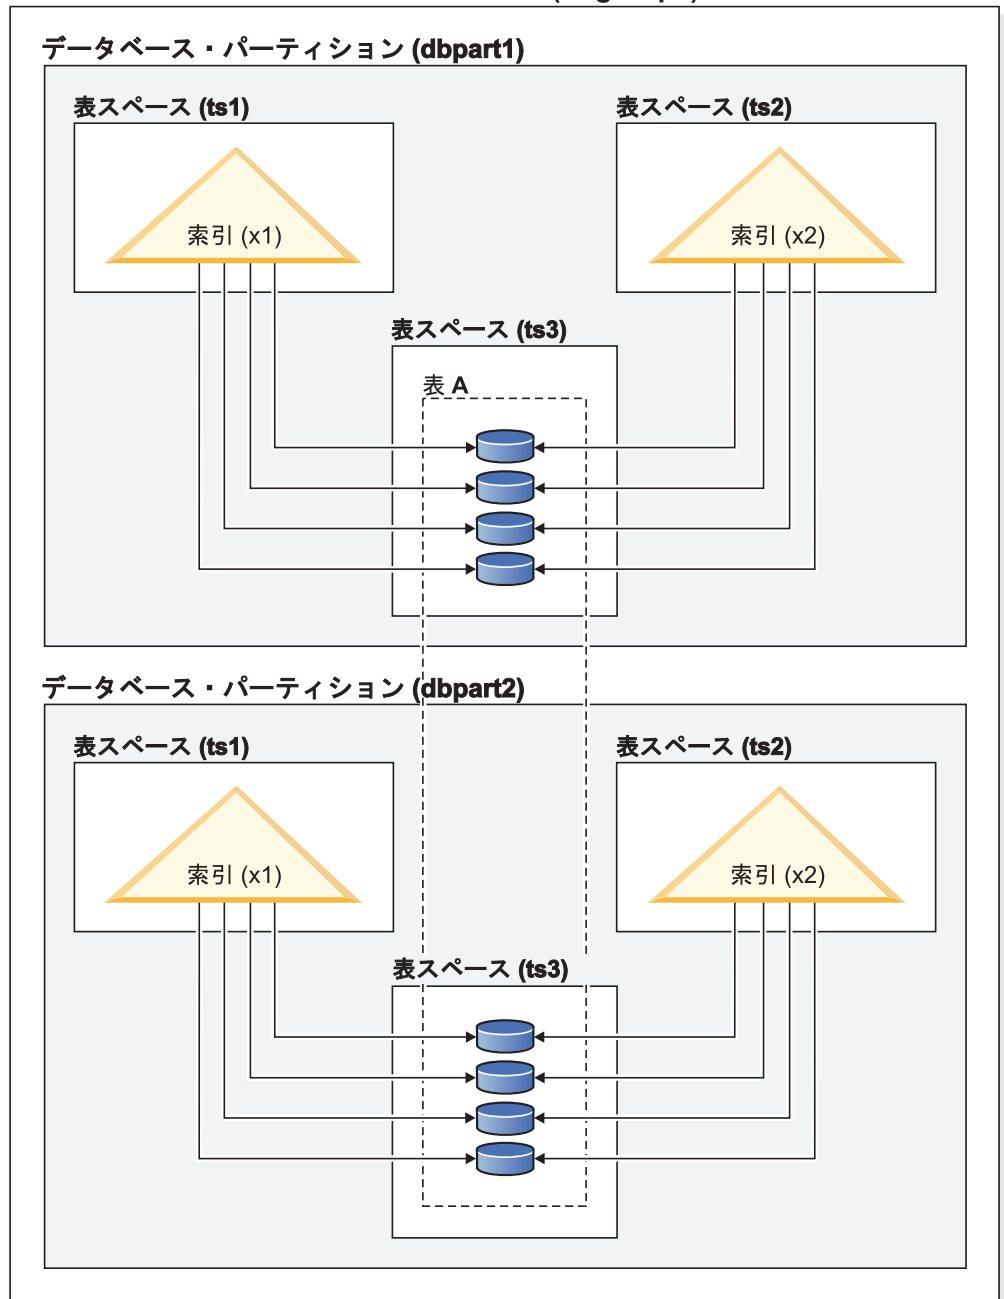 データベース・パーティション (dbpart1)
表スペース (ts1)
表スペース (ts2)
索引 (x1)
索引 (x2)
表スペース (ts3)
表 A
データベース・パーティション (dbpart2)
表スペース (ts1)
表スペース (ts2)
索引 (x1)
索引 (x2)
表スペース (ts3)